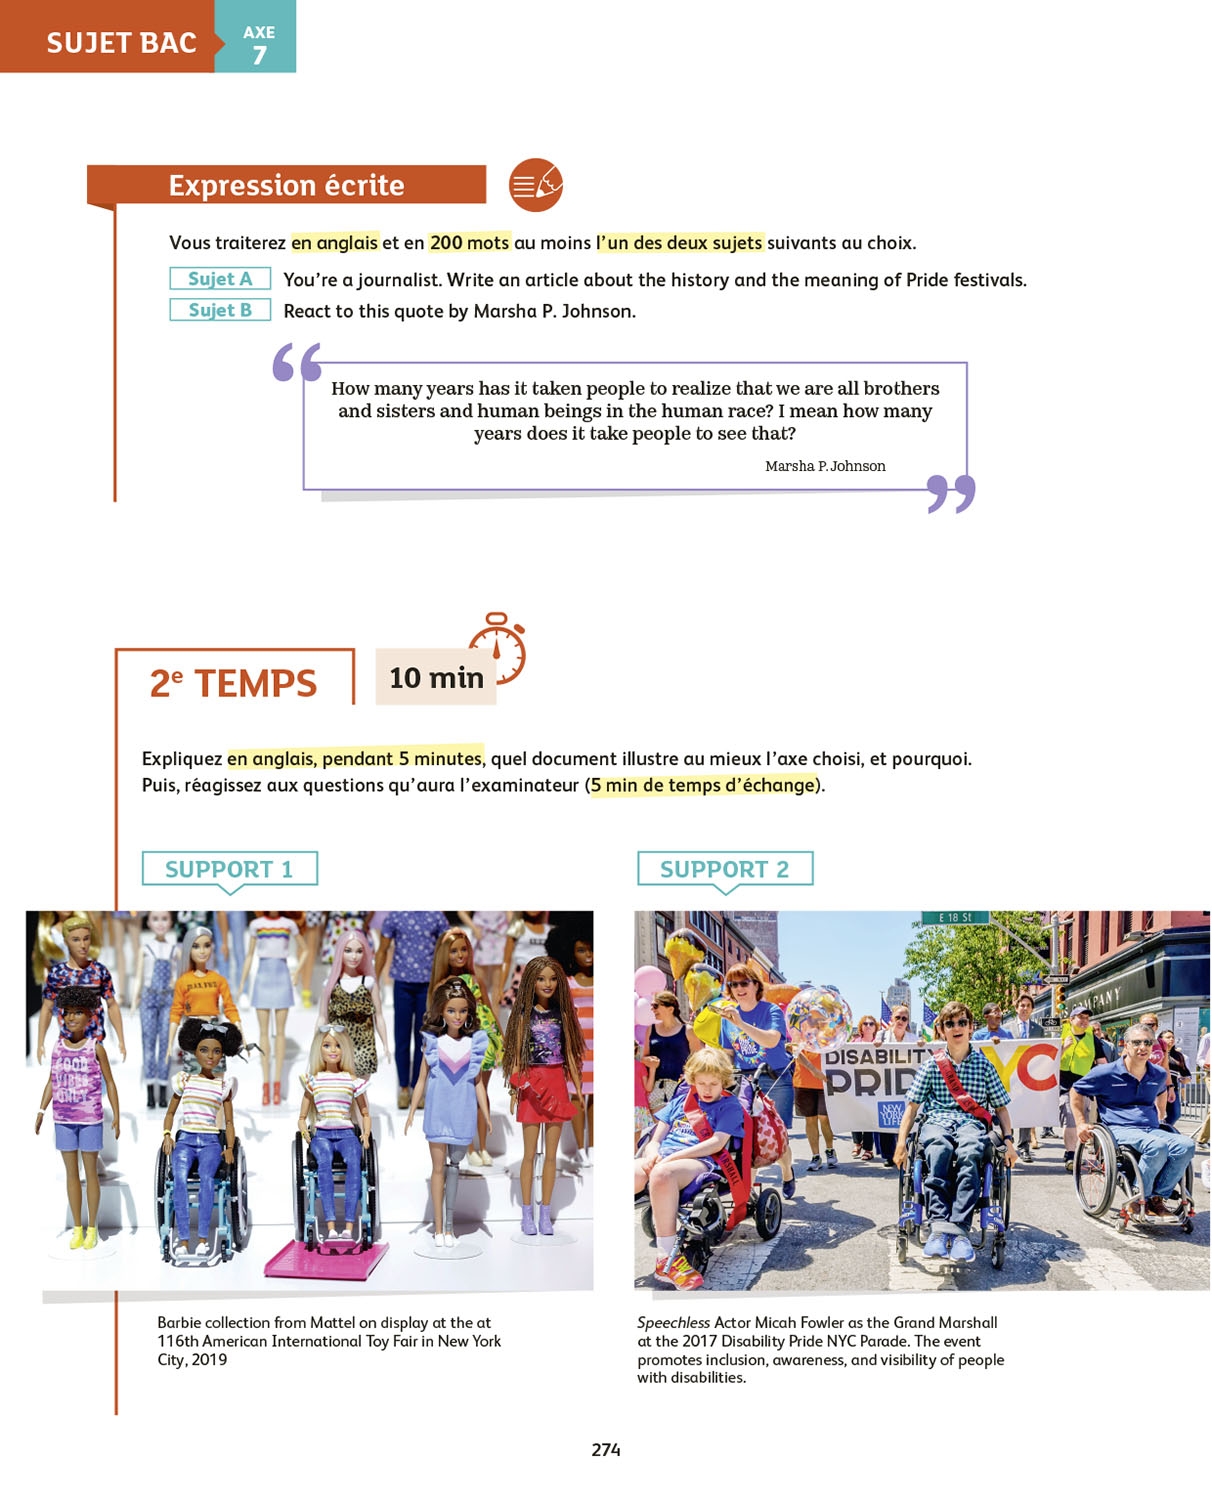 SUJET BAC
AXE
7
Expression écrite
Vous traiterez en anglais et en 200 mots au moins l’un des deux sujets suivants au choix.
Sujet A You’re a journalist. Write an article about the history and the meaning of Pride festivals.
Sujet B React to this quote by Marsha P. Johnson.
“
How many years has it taken people to realize that we are all brothers
and sisters and human beings in the human race? I mean how many
years does it take people to see that?
Marsha P. Johnson
”
2e TEMPS
10 min
Expliquez en anglais, pendant 5 minutes, quel document illustre au mieux l’axe choisi, et pourquoi.
Puis, réagissez aux questions qu’aura l’examinateur (5 min de temps d’échange).
SUPPORT 1
SUPPORT 2
GOOD
VIBES
ONLY
E 18 St
COMPANY
DISABILITY
PRIDE NYC
NEW
YORK
LIFE
Barbie collection from Mattel on display at the at
116th American International Toy Fair in New York
City, 2019
Speechless Actor Micah Fowler as the Grand Marshall
at the 2017 Disability Pride NYC Parade. The event
promotes inclusion, awareness, and visibility of people
with disabilities.
274